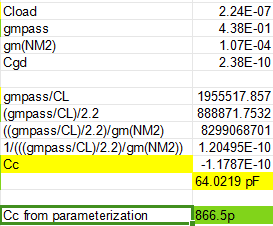 Cload 2.24E-07
gmpass 4.38E-01
gm(NM2) 1.07E-04
Cgd 2.38E-10
gmpass/CL 1955517.857
(gmpass/CL)/2.2 888871.7532
((gmpass/CL)/2.2)/gm(NM2) 8299068701
1/(((gmpass/CL)/2.2)/gm(NM2)) 1.20495E-10
Cc -1.1787E-10
64.0219 pF
Cc from parameterization 866.5p